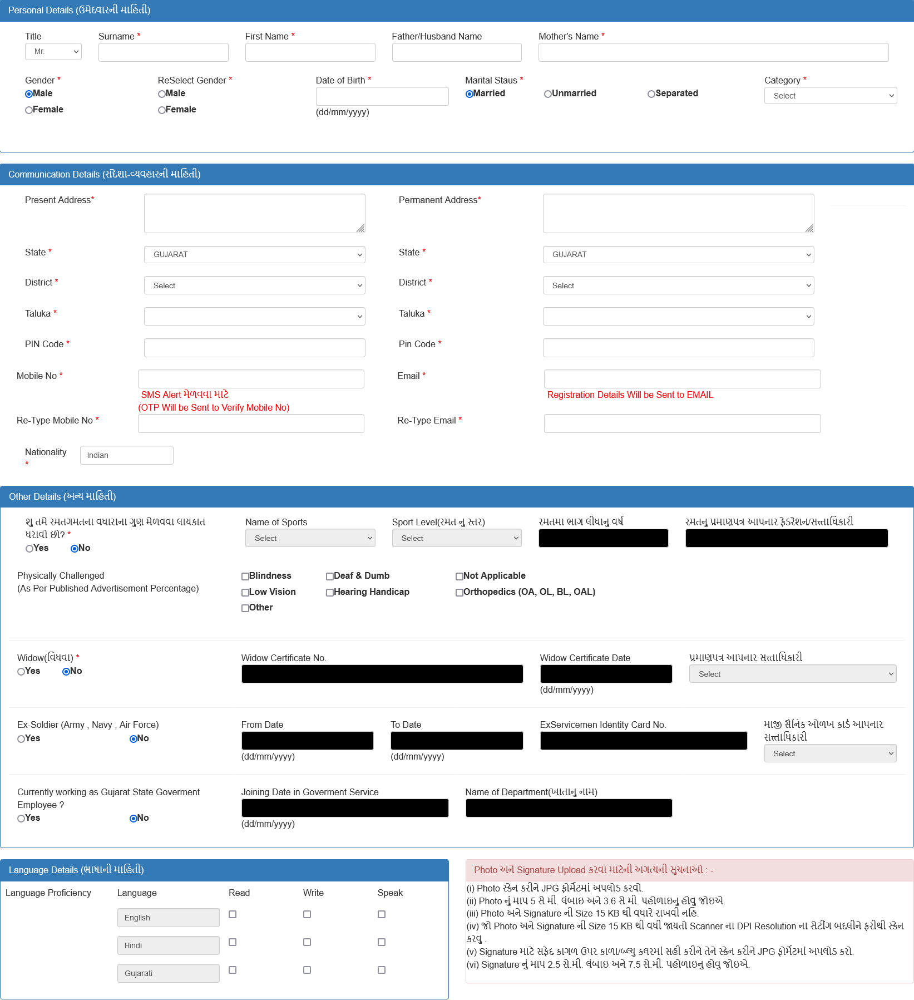 Personal Details (ઉમેદવારની માહિતી)
Title Surname * First Name * Father/Husband Name Mother's Name *
Mr.
Gender * ReSelect Gender * Date of Birth * Marital Staus * Category *
Male Male Married Unmarried Separated Select
Female Female (dd/mm/yyyy)
Communication Details (સંદેશા-વ્યવહારની માહિતી)
Present Address* Permanent Address*
State * GUJARAT State * GUJARAT
District * Select District * Select
Taluka * Taluka *
PIN Code * Pin Code *
Mobile No * Email *
SMS Alert મેળવવા માટે Registration Details Will be Sent to EMAIL
(OTP Will be Sent to Verify Mobile No)
Re-Type Mobile No * Re-Type Email *
Nationality Indian
*
Other Details (અન્ય માહિતી)
શું તમે રમતગમતના વધારાના ગુણ મેળવવા લાયકાત Name of Sports Sport Level(રમત નુ સ્તર) રમતમા ભાગ લીધાનુ વર્ષ રમતનુ પ્રમાણપત્ર આપનાર ફેડરેશન/સત્તાધિકારી
ધરાવો છો? * Select Select
Yes No
Physically Challenged Blindness Deaf & Dumb Not Applicable
(As Per Published Advertisement Percentage) Low Vision Hearing Handicap Orthopedics (OA, OL, BL, OAL)
Other
Widow(વિધવા) * Widow Certificate No. Widow Certificate Date પ્રમાણપત્ર આપનાર સત્તાધિકારી
Yes No Select
(dd/mm/yyyy)
Ex-Soldier (Army , Navy , Air Force) From Date To Date ExServicemen Identity Card No. માજી સૈનિક ઓળખ કાર્ડ આપનાર
Yes No સત્તાધિકારી
(dd/mm/yyyy) (dd/mm/yyyy) Select
Currently working as Gujarat State Goverment Joining Date in Goverment Service Name of Department(ખાતાનુ નામ)
Employee ?
Yes No (dd/mm/yyyy)
Language Details (ભાષાની માહિતી)
Language Proficiency Language Read Write Speak
English
Hindi
Gujarati
Photo અને Signature Upload કરવા માટેની અગત્યની સુચનાઓ : -
(i) Photo સ્કેન કરીને JPG ફોર્મેટમાં અપલોડ કરવો.
(ii) Photo નું માપ 5 સે.મી. લંબાઇ અને 3.6 સે.મી. પહોળાઇનુ હોવુ જોઇએ.
(iii) Photo અને Signature ની Size 15 KB થી વધારે રાખવી નહિ.
(iv) જો Photo અને Signature ની Size 15 KB થી વધી જાયતો Scanner ના DPI Resolution ના સેટીંગ બદલીને ફરીથી સ્કેન
કરવુ .
(v) Signature માટે સફેદ કાગળ ઉપર કાળા/બ્લ્યુ કલરમાં સહી કરીને તેને સ્કેન કરીને JPG ફોર્મેટમાં અપલોડ કરો.
(vi) Signature નું માપ 2.5 સે.મી. લંબાઇ અને 7.5 સે.મી. પહોળાઇનુ હોવુ જોઇએ.